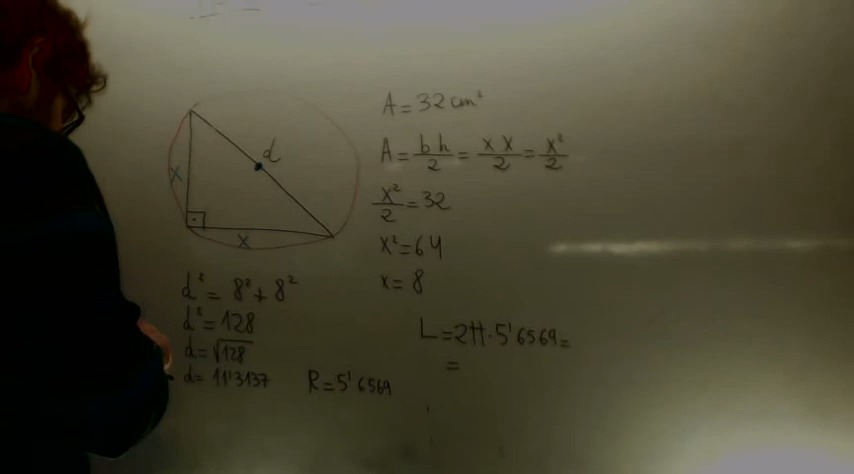 d
x
x
A = 32 cm²
A = b h / 2 = x x / 2 = x² / 2
x² / 2 = 32
x² = 64
x = 8
d² = 8² + 8²
d² = 128
d = √128
d = 11'3137
R = 5'6569
L = 2π · 5'6569 =
=